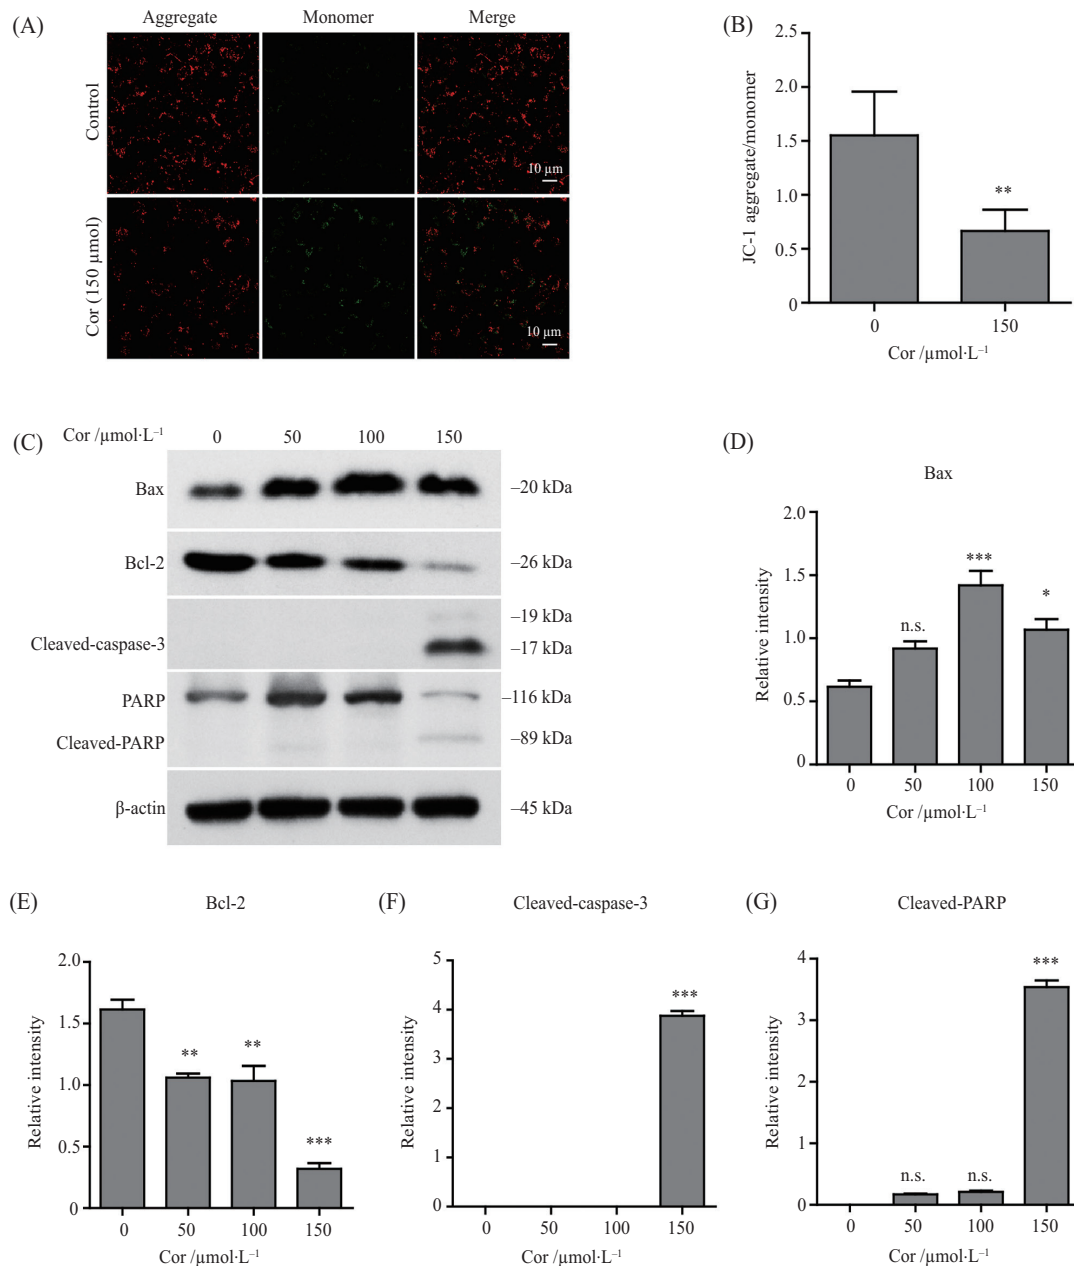 (A)
Aggregate Monomer Merge
Control
10 µm
Cor (150 µmol)
10 µm
(B)
JC-1 aggregate/monomer
2.5
2.0
1.5
1.0
0.5
0
**
0 150
Cor /µmol·L⁻¹
(C)
Cor /µmol·L⁻¹ 0 50 100 150
Bax –20 kDa
Bcl-2 –26 kDa
–19 kDa
Cleaved-caspase-3 –17 kDa
PARP –116 kDa
Cleaved-PARP –89 kDa
β-actin –45 kDa
(D)
Bax
Relative intensity
2.0
1.5
1.0
0.5
0
n.s. *** *
0 50 100 150
Cor /µmol·L⁻¹
(E)
Bcl-2
Relative intensity
2.0
1.5
1.0
0.5
0
** ** ***
0 50 100 150
Cor /µmol·L⁻¹
(F)
Cleaved-caspase-3
Relative intensity
5
4
3
2
1
0
***
0 50 100 150
Cor /µmol·L⁻¹
(G)
Cleaved-PARP
Relative intensity
4
3
2
1
0
n.s. n.s. ***
0 50 100 150
Cor /µmol·L⁻¹